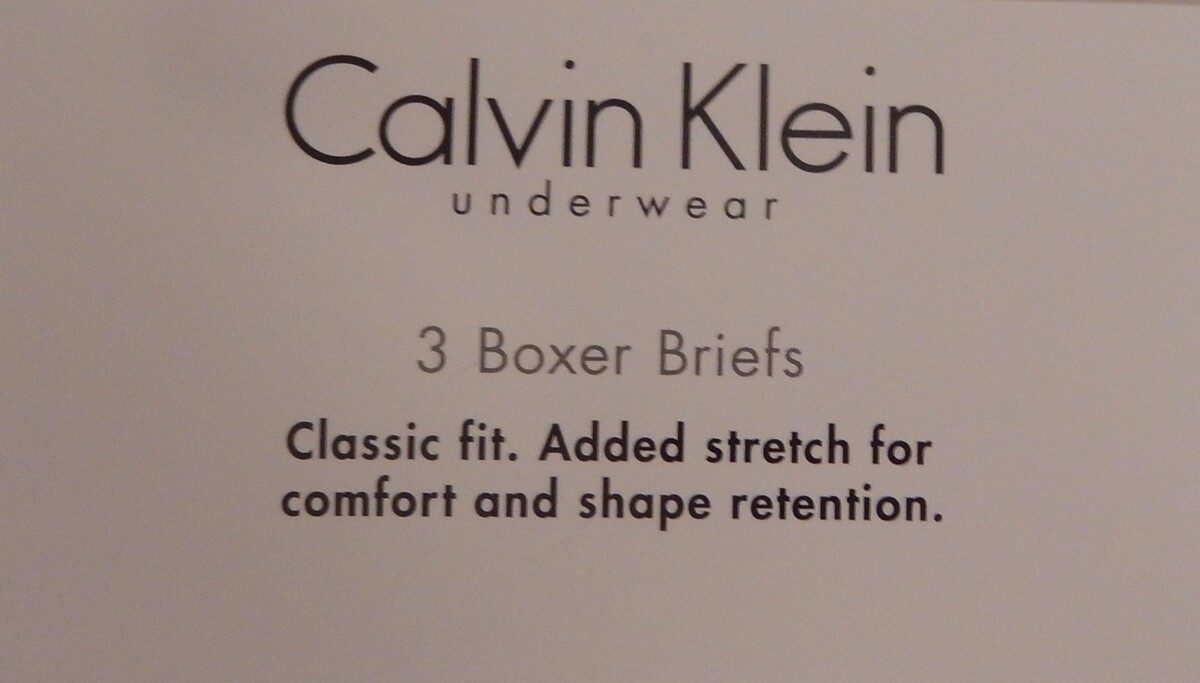 Calvin Klein
underwear
3 Boxer Briefs
Classic fit. Added stretch for
comfort and shape retention.